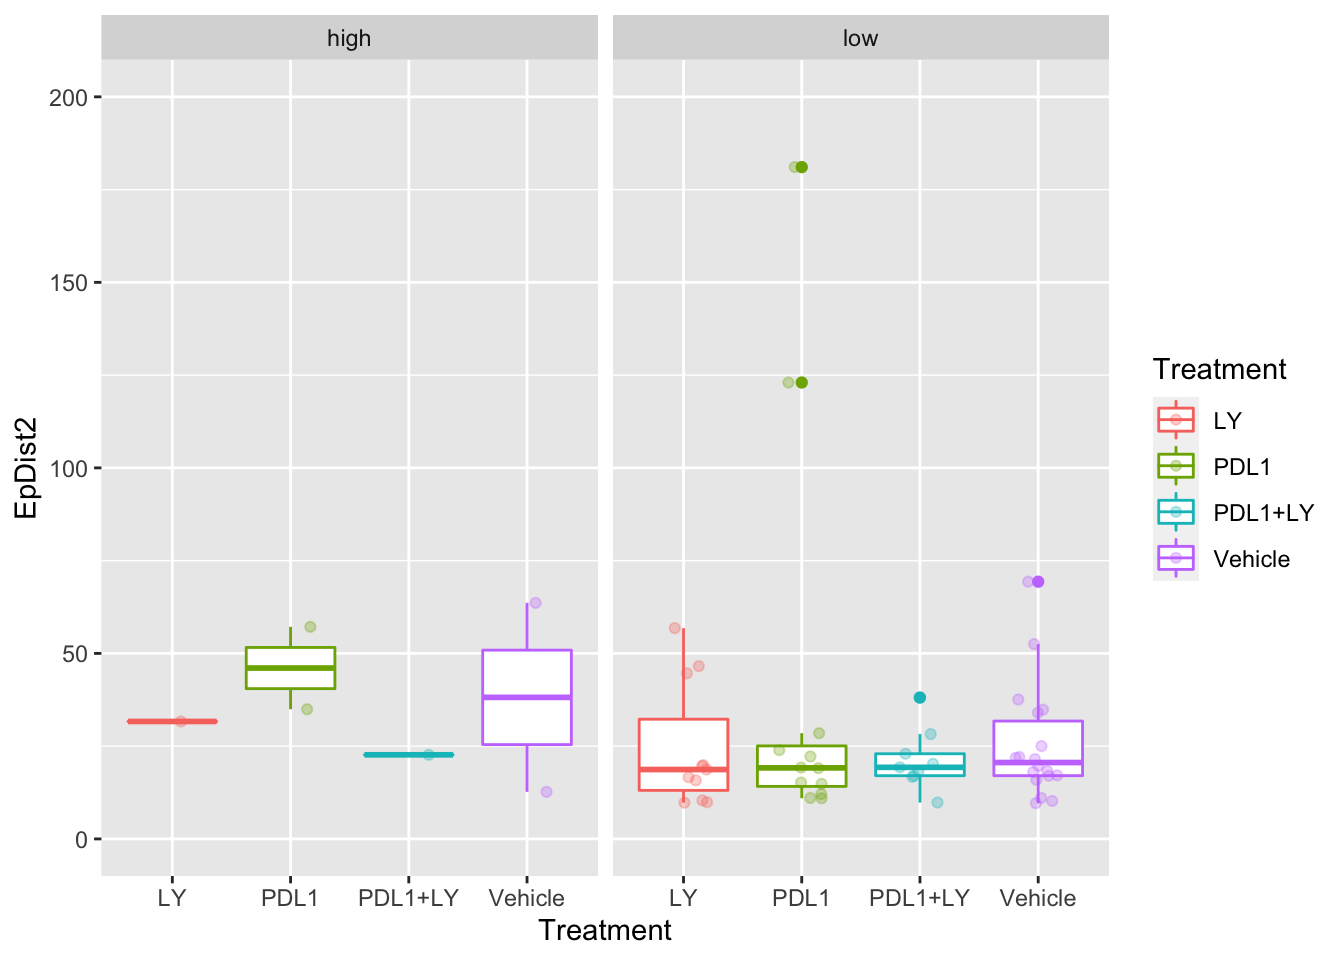 high
low
200
150
100
50
0
EpDist2
LY
PDL1
PDL1+LY
Vehicle
LY
PDL1
PDL1+LY
Vehicle
Treatment
Treatment
LY
PDL1
PDL1+LY
Vehicle